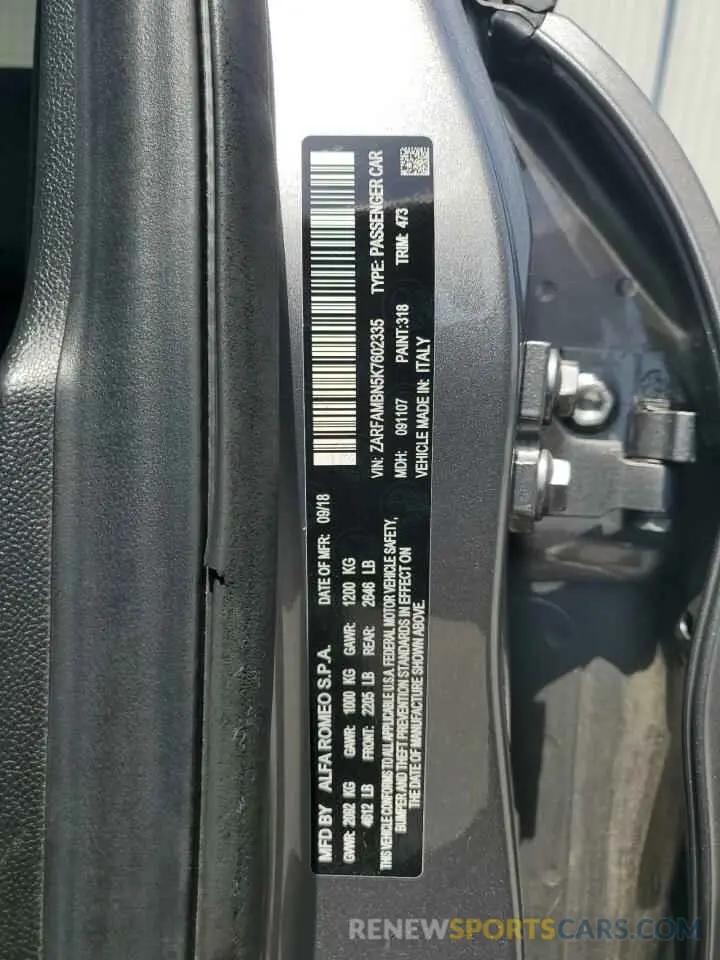 MFD BY ALFA ROMEO S.P.A. DATE OF MFR: 09/18
GVWR: 2092 KG GAWR: 1000 KG GAWR: 1200 KG
4612 LB FRONT: 2205 LB REAR: 2646 LB
THIS VEHICLE CONFORMS TO ALL APPLICABLE U.S.A. FEDERAL MOTOR VEHICLE SAFETY,
BUMPER AND THEFT PREVENTION STANDARDS IN EFFECT ON
THE DATE OF MANUFACTURE SHOWN ABOVE.
VIN: ZARFAMBN5K7602335 TYPE: PASSENGER CAR
MDH: 091107 PAINT:318 TRIM: 473
VEHICLE MADE IN: ITALY
RENEWSPORTSCARS.COM